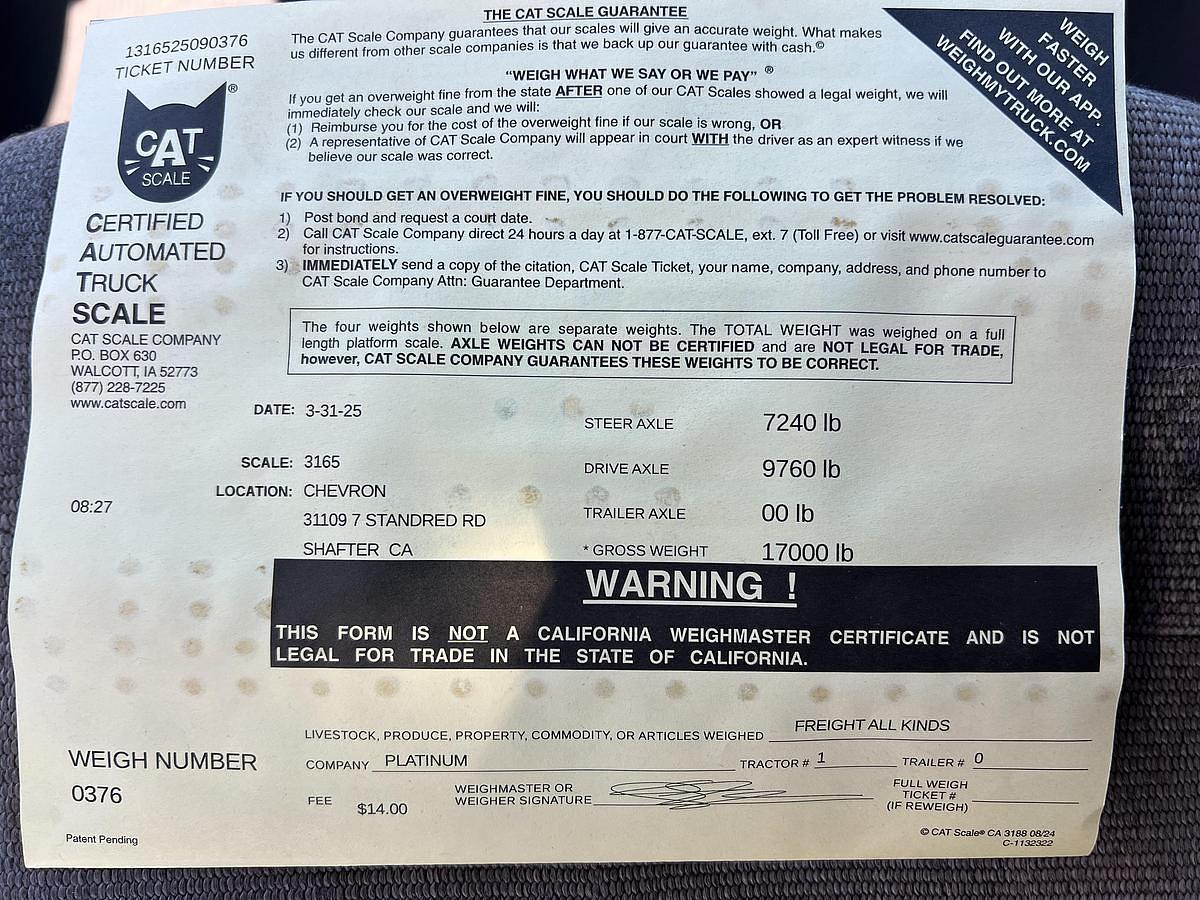 1316525090376
TICKET NUMBER
THE CAT SCALE GUARANTEE
The CAT Scale Company guarantees that our scales will give an accurate weight. What makes
us different from other scale companies is that we back up our guarantee with cash.©
"WEIGH WHAT WE SAY OR WE PAY" ®
If you get an overweight fine from the state AFTER one of our CAT Scales showed a legal weight, we will
immediately check our scale and we will:
(1) Reimburse you for the cost of the overweight fine if our scale is wrong, OR
(2) A representative of CAT Scale Company will appear in court WITH the driver as an expert witness if we
believe our scale was correct.
WEIGH
FASTER
WITH OUR APP.
FIND OUT MORE AT
WEIGHMYTRUCK.COM
®
CAT
SCALE
CERTIFIED
AUTOMATED
TRUCK
SCALE
CAT SCALE COMPANY
P.O. BOX 630
WALCOTT, IA 52773
(877) 228-7225
www.catscale.com
IF YOU SHOULD GET AN OVERWEIGHT FINE, YOU SHOULD DO THE FOLLOWING TO GET THE PROBLEM RESOLVED:
1) Post bond and request a court date.
2) Call CAT Scale Company direct 24 hours a day at 1-877-CAT-SCALE, ext. 7 (Toll Free) or visit www.catscaleguarantee.com
for instructions.
3) IMMEDIATELY send a copy of the citation, CAT Scale Ticket, your name, company, address, and phone number to
CAT Scale Company Attn: Guarantee Department.
The four weights shown below are separate weights. The TOTAL WEIGHT was weighed on a full
length platform scale. AXLE WEIGHTS CAN NOT BE CERTIFIED and are NOT LEGAL FOR TRADE,
however, CAT SCALE COMPANY GUARANTEES THESE WEIGHTS TO BE CORRECT.
DATE: 3-31-25
STEER AXLE 7240 lb
SCALE: 3165
DRIVE AXLE 9760 lb
LOCATION: CHEVRON
08:27
31109 7 STANDRED RD
TRAILER AXLE 00 lb
SHAFTER CA
* GROSS WEIGHT 17000 lb
WARNING !
THIS FORM IS NOT A CALIFORNIA WEIGHMASTER CERTIFICATE AND IS NOT
LEGAL FOR TRADE IN THE STATE OF CALIFORNIA.
LIVESTOCK, PRODUCE, PROPERTY, COMMODITY, OR ARTICLES WEIGHED FREIGHT ALL KINDS
WEIGH NUMBER
0376
COMPANY PLATINUM
TRACTOR # 1
TRAILER # 0
FEE $14.00
WEIGHMASTER OR
WEIGHER SIGNATURE
FULL WEIGH
TICKET #
(IF REWEIGH)
Patent Pending
© CAT Scale® CA 3188 08/24
C-1132322